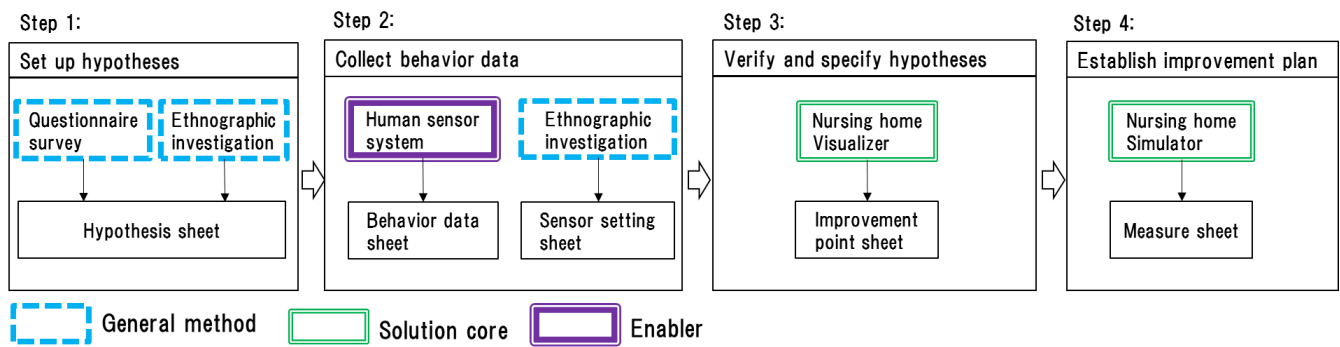 Step 1:
Set up hypotheses
Questionnaire
survey
Ethnographic
investigation
Hypothesis sheet
Step 2:
Collect behavior data
Human sensor
system
Ethnographic
investigation
Behavior data
sheet
Sensor setting
sheet
Step 3:
Verify and specify hypotheses
Nursing home
Visualizer
Improvement
point sheet
Step 4:
Establish improvement plan
Nursing home
Simulator
Measure sheet
General method
Solution core
Enabler